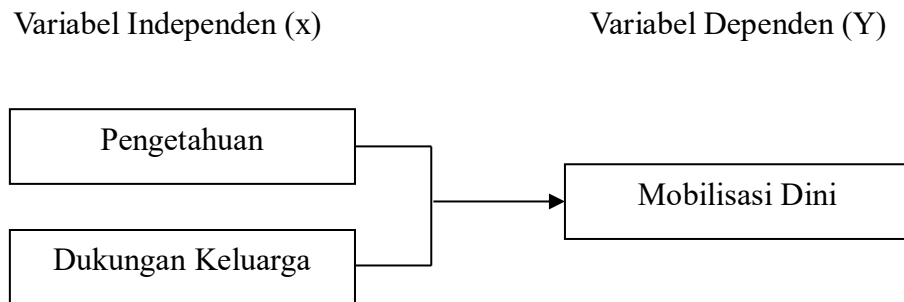 Variabel Independen (x)
Variabel Dependen (Y)
Pengetahuan
Mobilisasi Dini
Dukungan Keluarga